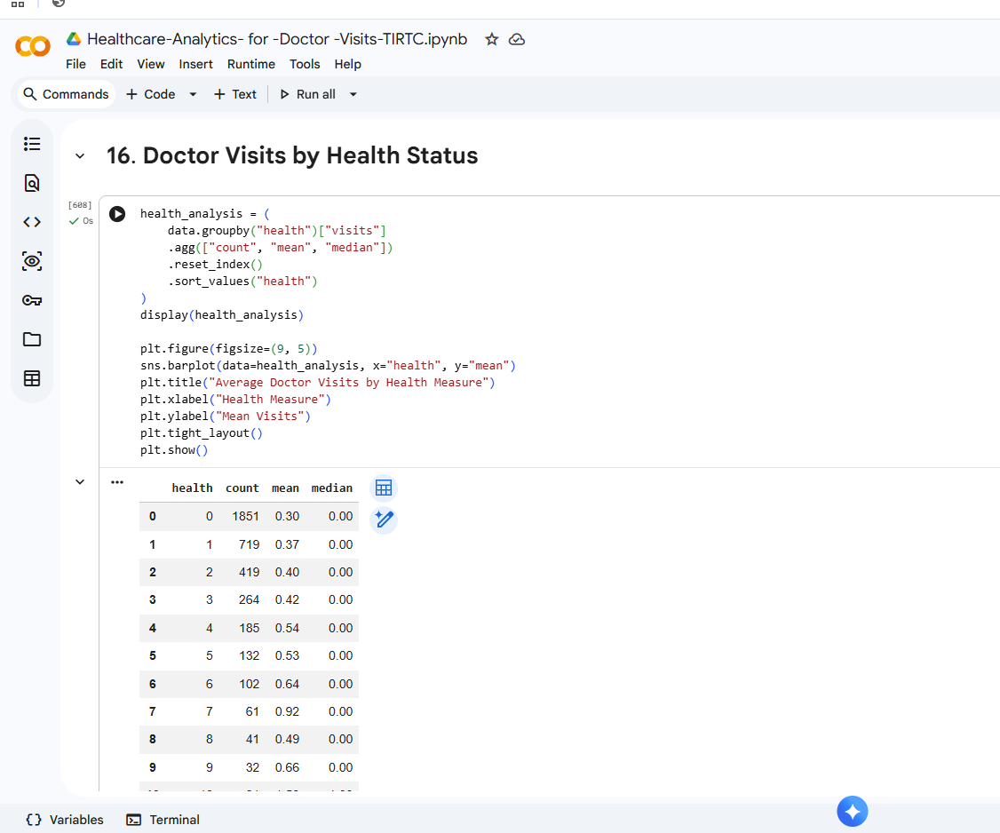 Healthcare-Analytics- for -Doctor -Visits-TIRTC.ipynb
File Edit View Insert Runtime Tools Help
Commands + Code + Text Run all
16. Doctor Visits by Health Status
[608]
0s
health_analysis = (
    data.groupby("health")["visits"]
    .agg(["count", "mean", "median"])
    .reset_index()
    .sort_values("health")
)
display(health_analysis)
plt.figure(figsize=(9, 5))
sns.barplot(data=health_analysis, x="health", y="mean")
plt.title("Average Doctor Visits by Health Measure")
plt.xlabel("Health Measure")
plt.ylabel("Mean Visits")
plt.tight_layout()
plt.show()
health count mean median
0 0 1851 0.30 0.00
1 1 719 0.37 0.00
2 2 419 0.40 0.00
3 3 264 0.42 0.00
4 4 185 0.54 0.00
5 5 132 0.53 0.00
6 6 102 0.64 0.00
7 7 61 0.92 0.00
8 8 41 0.49 0.00
9 9 32 0.66 0.00
Variables Terminal